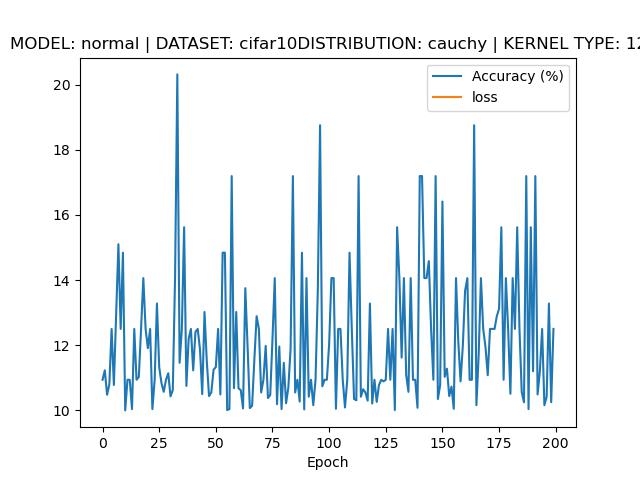 MODEL: normal | DATASET: cifar10DISTRIBUTION: cauchy | KERNEL TYPE: 12
Accuracy (%)
loss
20
18
16
14
12
10
0 25 50 75 100 125 150 175 200
Epoch